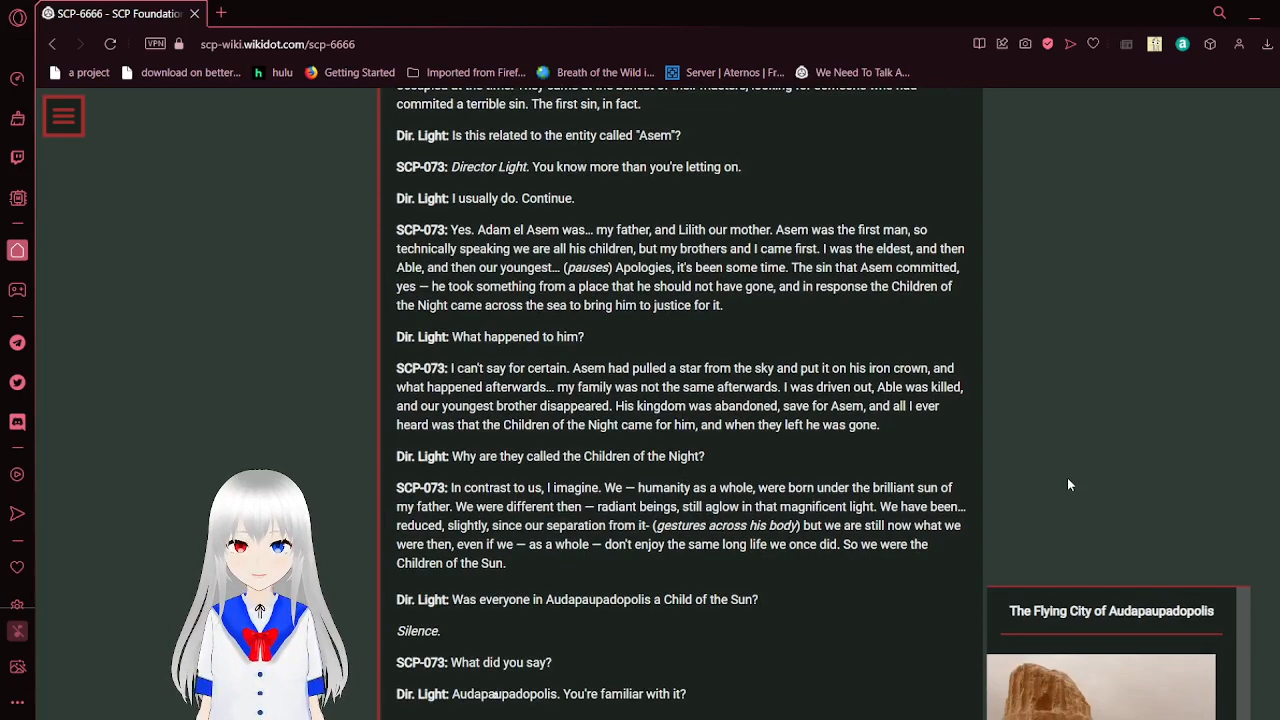 SCP-6666 - SCP Foundation
scp-wiki.wikidot.com/scp-6666
VPN
a project
download on better...
hulu
Getting Started
Imported from Firef...
Breath of the Wild i...
Server | Aternos | Fr...
We Need To Talk A...
commited a terrible sin. The first sin, in fact.
Dir. Light: Is this related to the entity called "Asem"?
SCP-073: Director Light. You know more than you're letting on.
Dir. Light: I usually do. Continue.
SCP-073: Yes. Adam el Asem was... my father, and Lilith our mother. Asem was the first man, so
technically speaking we are all his children, but my brothers and I came first. I was the eldest, and then
Able, and then our youngest... (pauses) Apologies, it's been some time. The sin that Asem committed,
yes — he took something from a place that he should not have gone, and in response the Children of
the Night came across the sea to bring him to justice for it.
Dir. Light: What happened to him?
SCP-073: I can't say for certain. Asem had pulled a star from the sky and put it on his iron crown, and
what happened afterwards... my family was not the same afterwards. I was driven out, Able was killed,
and our youngest brother disappeared. His kingdom was abandoned, save for Asem, and all I ever
heard was that the Children of the Night came for him, and when they left he was gone.
Dir. Light: Why are they called the Children of the Night?
SCP-073: In contrast to us, I imagine. We — humanity as a whole, were born under the brilliant sun of
my father. We were different then — radiant beings, still aglow in that magnificent light. We have been...
reduced, slightly, since our separation from it- (gestures across his body) but we are still now what we
were then, even if we — as a whole — don't enjoy the same long life we once did. So we were the
Children of the Sun.
Dir. Light: Was everyone in Audapaupadopolis a Child of the Sun?
Silence.
SCP-073: What did you say?
Dir. Light: Audapaupadopolis. You're familiar with it?
The Flying City of Audapaupadopolis